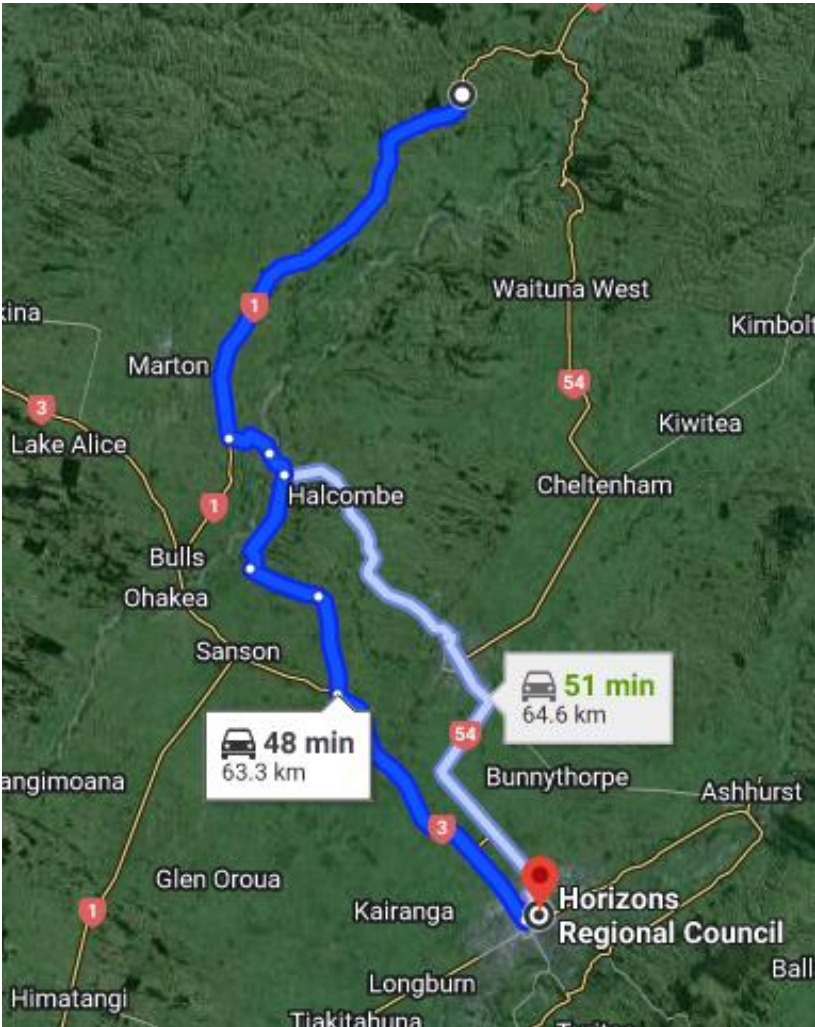 Waituna West
1
ƙina
Kimbolt
Marton
54
3
Kiwitea
Lake Alice
Cheltenham
Halcombe
1
Bulls
Ohakea
Sanson
51 min
64.6 km
54
48 min
63.3 km
Bunnythorpe
angimoana
Ashhurst
3
Glen Oroua
Horizons
Regional Council
1
Kairanga
Ball
Longburn
Himatangi
Tiakitahuna